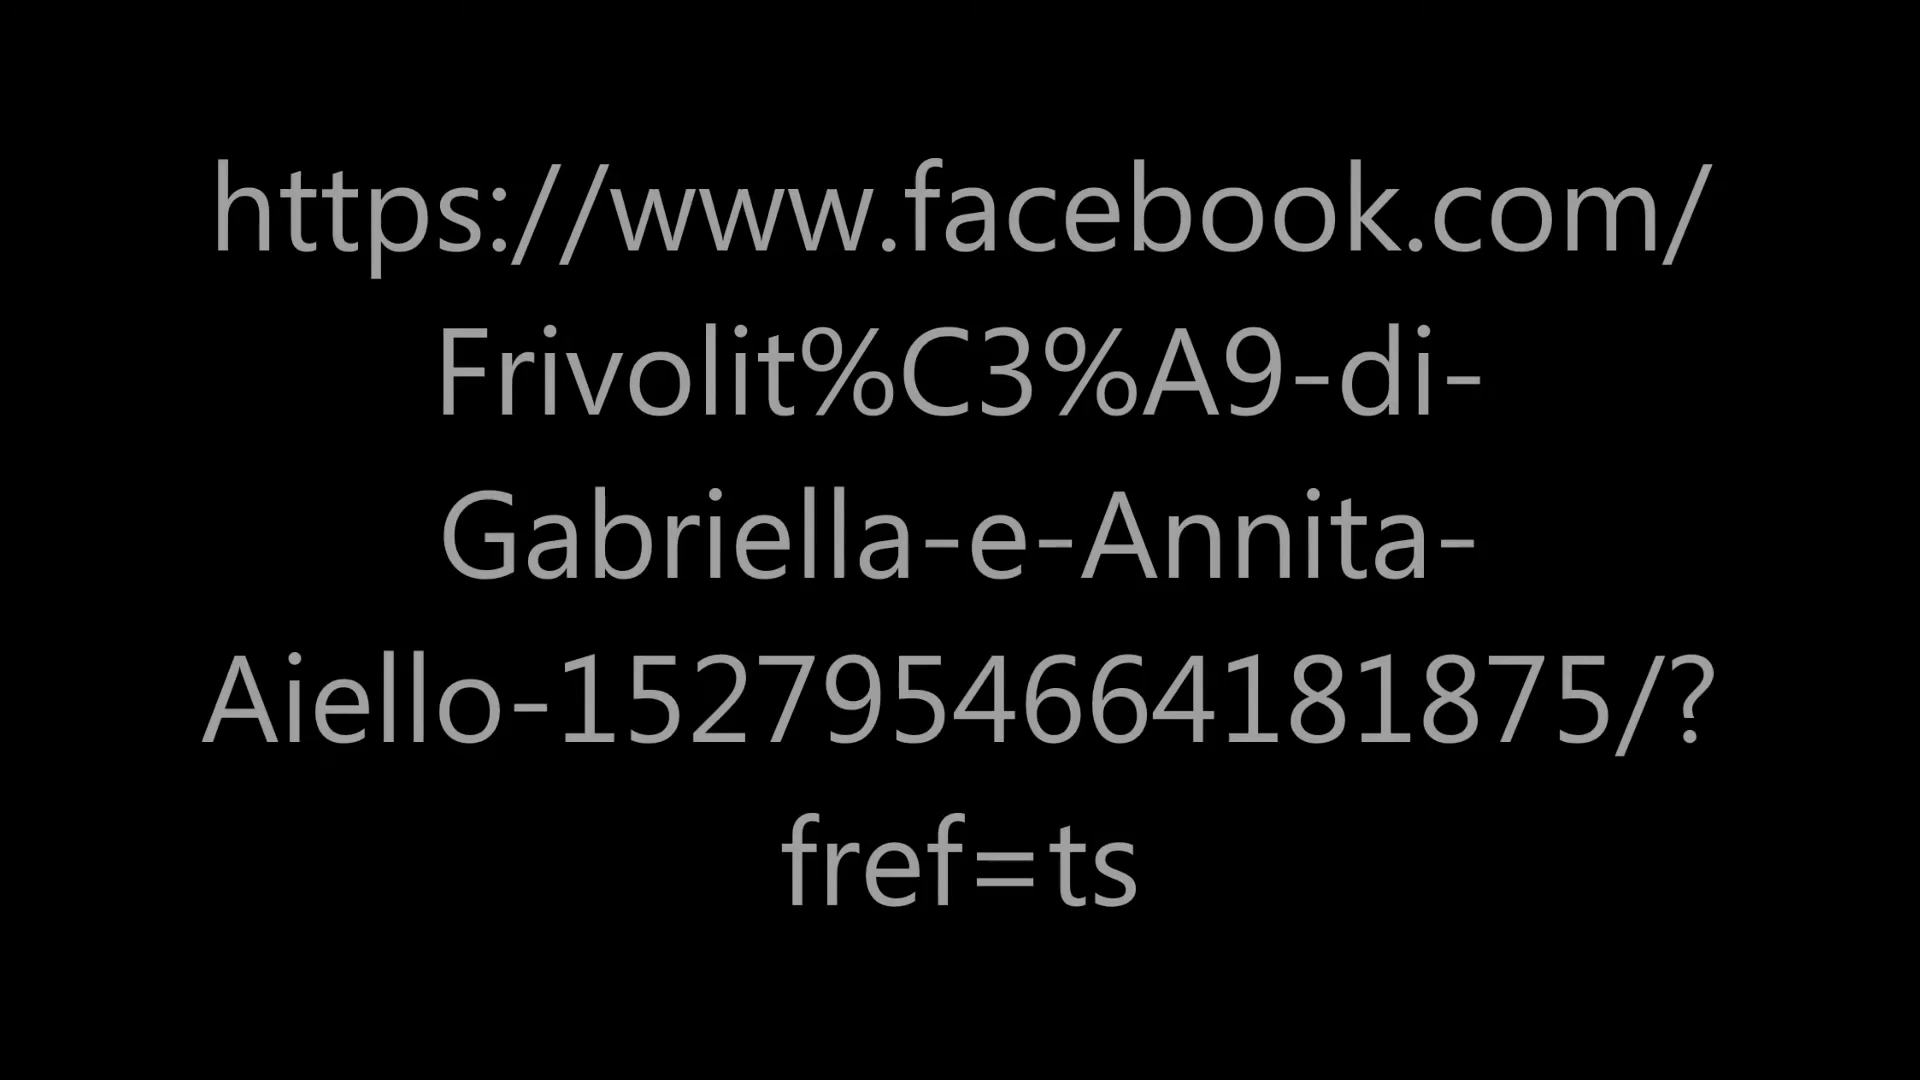 https://www.facebook.com/
Frivolit%C3%A9-di-
Gabriella-e-Annita-
Aiello-1527954664181875/?
fref=ts